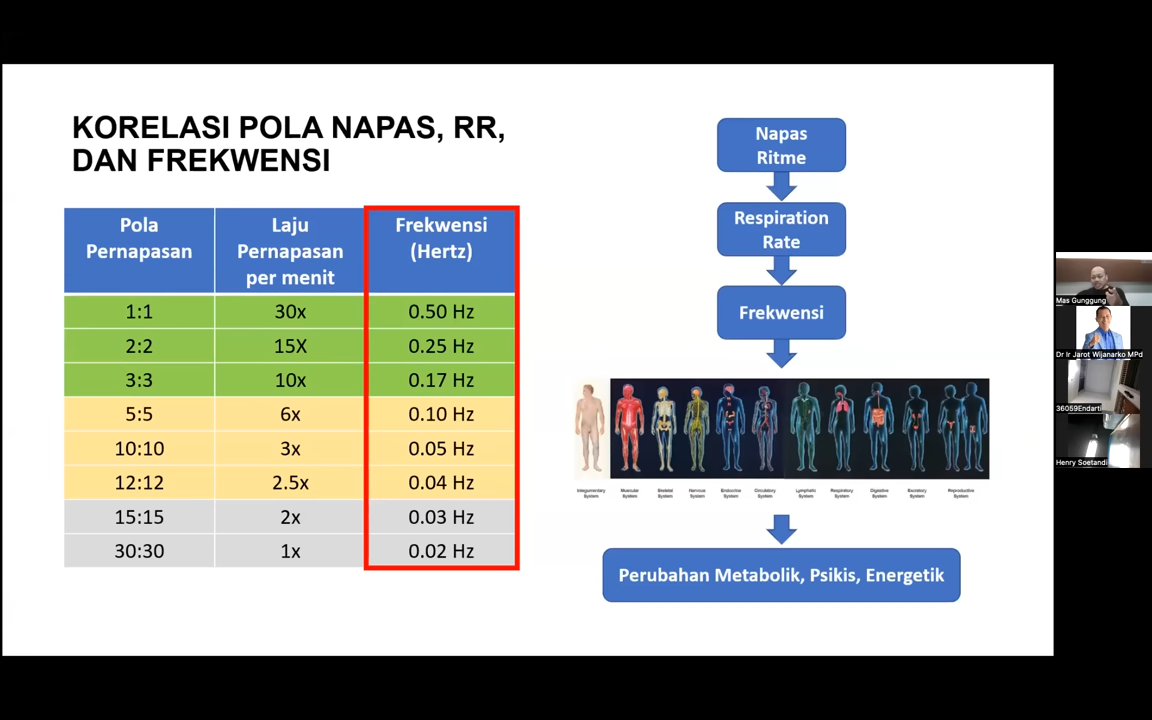 KORELASI POLA NAPAS, RR,
DAN FREKWENSI
Pola
Pernapasan
Laju
Pernapasan
per menit
Frekwensi
(Hertz)
1:1 30x 0.50 Hz
2:2 15X 0.25 Hz
3:3 10x 0.17 Hz
5:5 6x 0.10 Hz
10:10 3x 0.05 Hz
12:12 2.5x 0.04 Hz
15:15 2x 0.03 Hz
30:30 1x 0.02 Hz
Napas
Ritme
Respiration
Rate
Frekwensi
Integumentary
System
Muscular
System
Skeletal
System
Nervous
System
Endocrine
System
Circulatory
System
Lymphatic
System
Respiratory
System
Digestive
System
Excretory
System
Reproductive
System
Perubahan Metabolik, Psikis, Energetik
Mas Gunggung
Dr Ir Jarot Wijanarko MPd
36059Endarti
Henry Soetandi